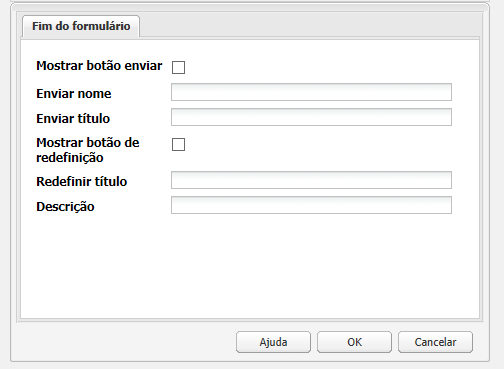 Fim do formulário
Mostrar botão enviar
Enviar nome
Enviar título
Mostrar botão de
redefinição
Redefinir título
Descrição
Ajuda OK Cancelar